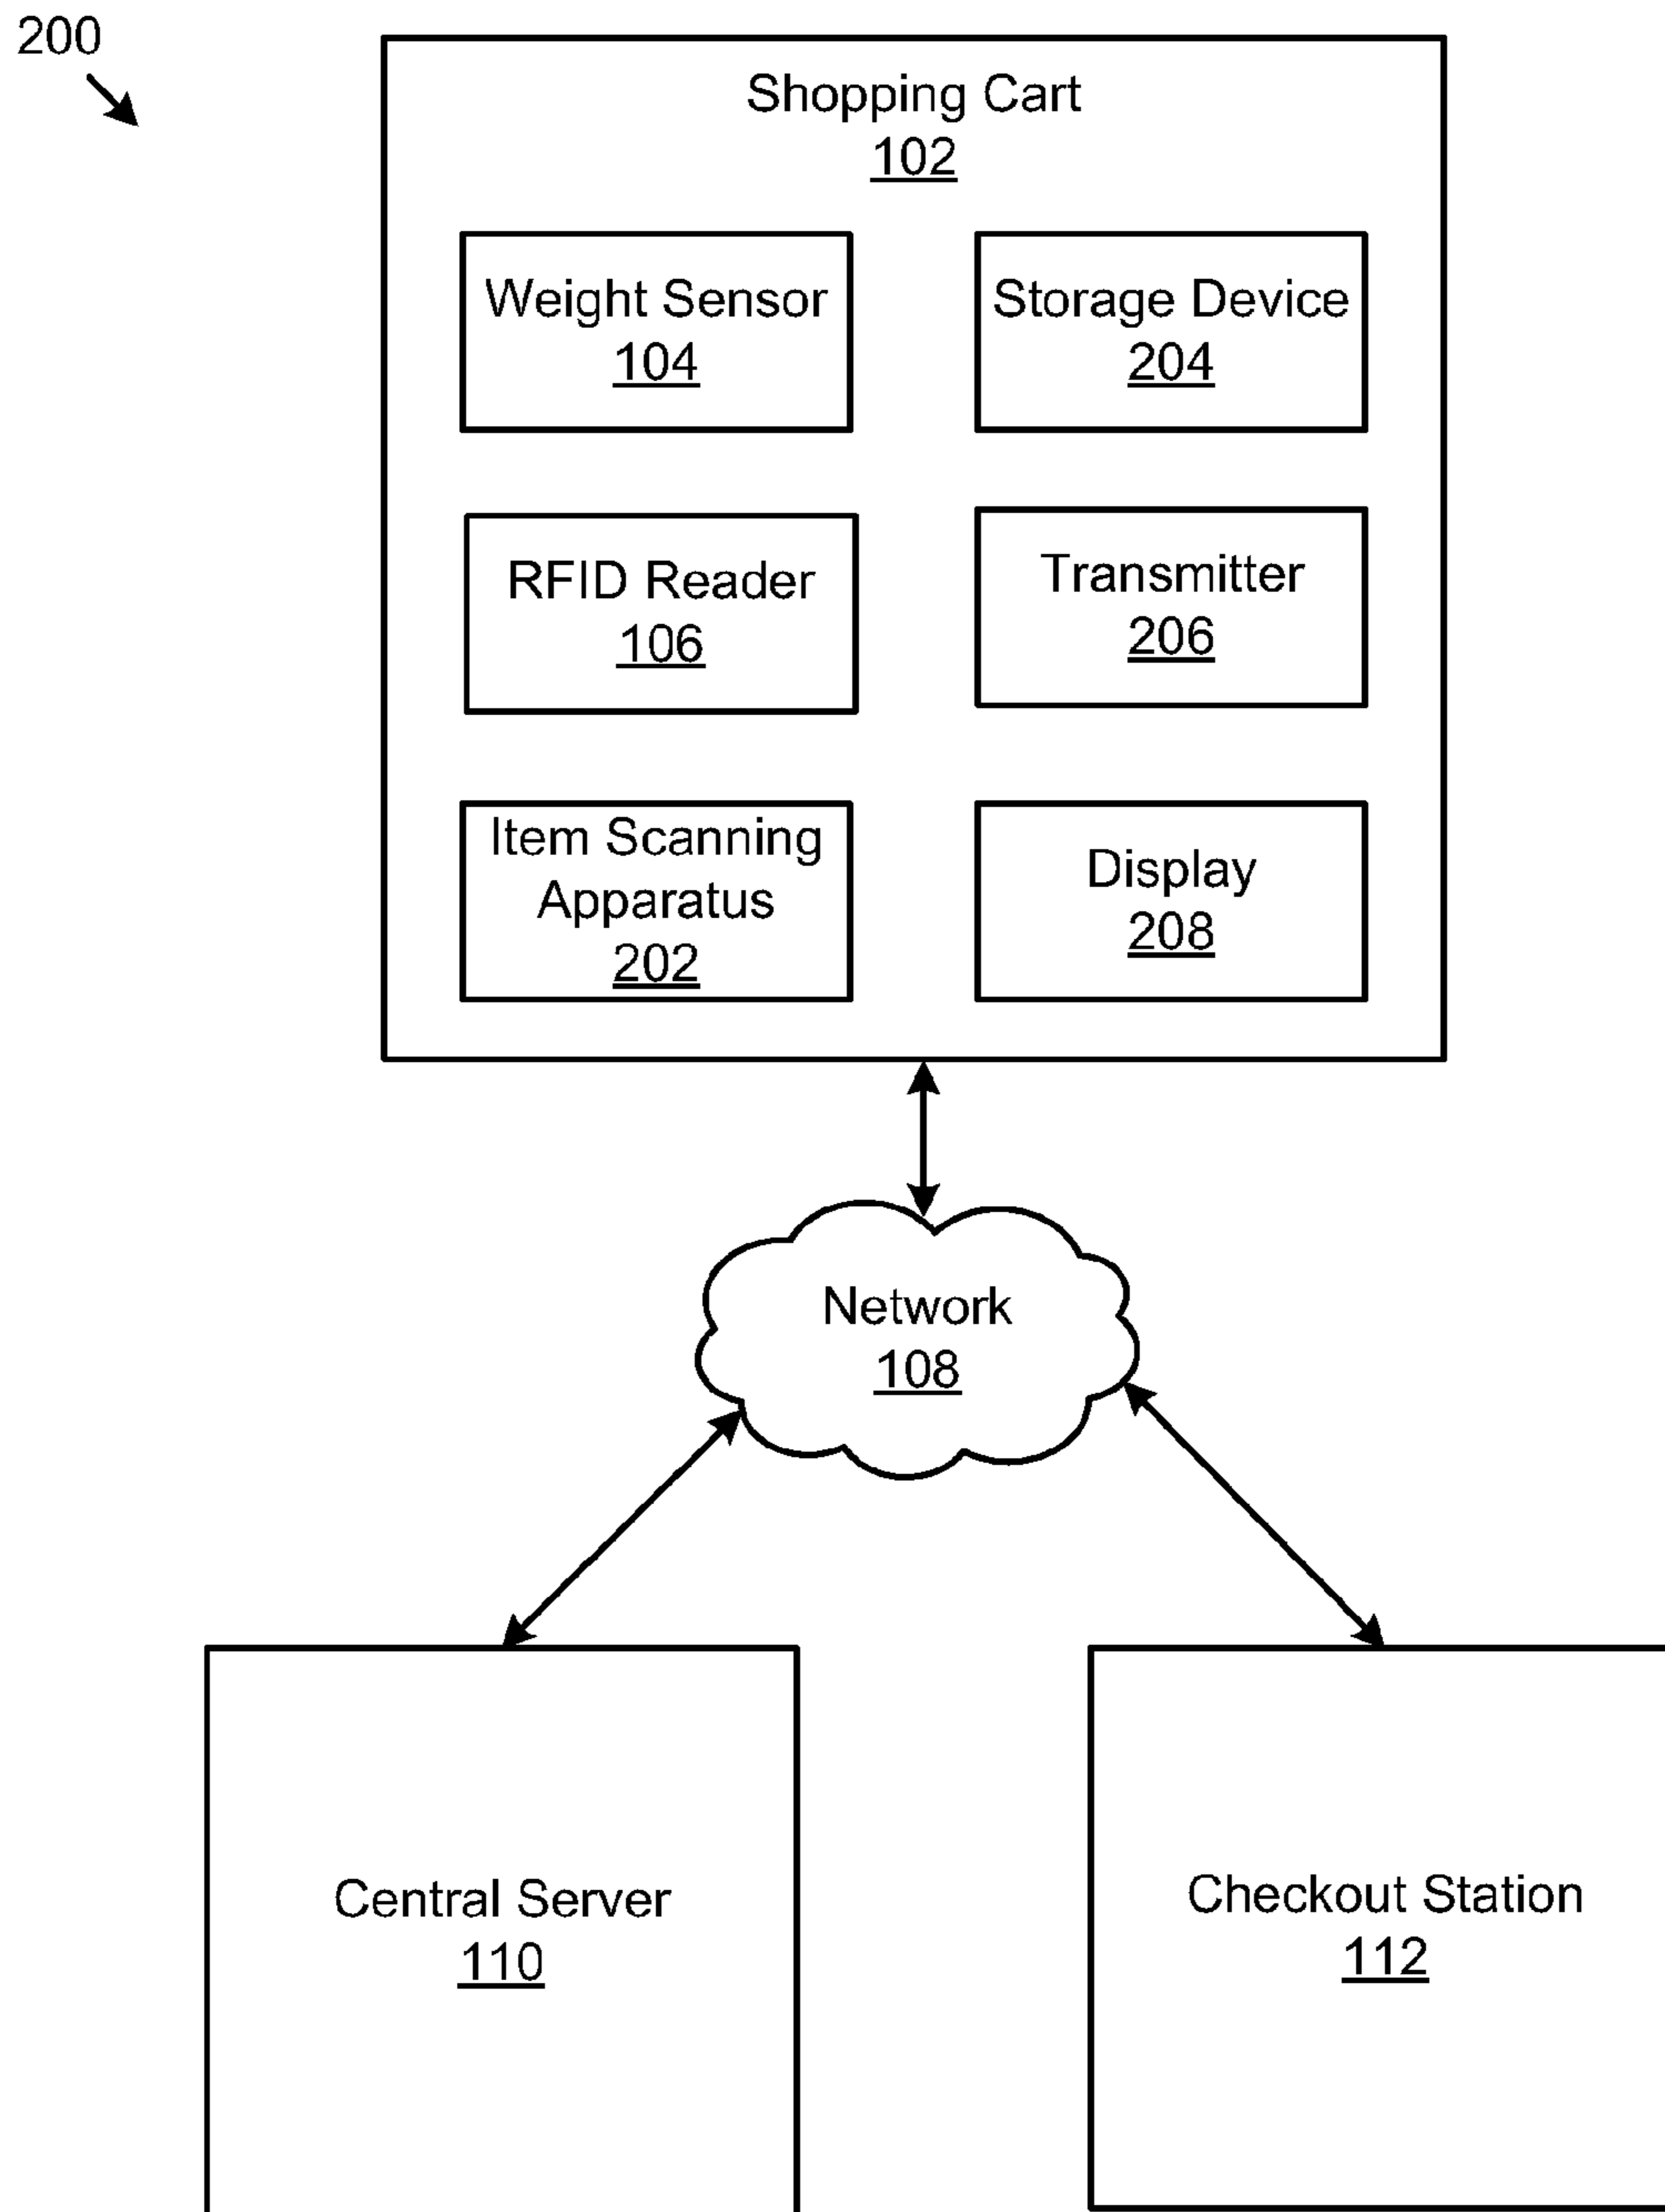 200
Shopping Cart
102
Weight Sensor
104
Storage Device
204
RFID Reader
106
Transmitter
206
Item Scanning
Apparatus
202
Display
208
Network
108
Central Server
110
Checkout Station
112